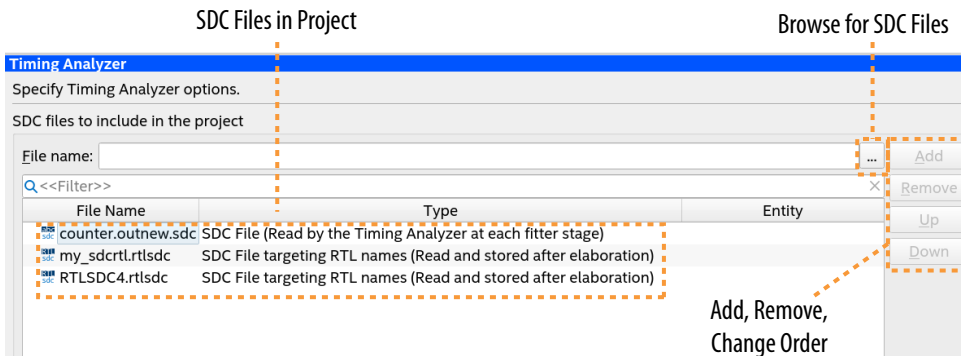 SDC Files in Project
Browse for SDC Files
Timing Analyzer
Specify Timing Analyzer options.
SDC files to include in the project
File name:
... Add
<<Filter>>
Remove
File Name Type Entity
Up
counter.outnew.sdc SDC File (Read by the Timing Analyzer at each fitter stage)
my_sdcrtl.rtlsdc SDC File targeting RTL names (Read and stored after elaboration)
Down
RTLSDC4.rtlsdc SDC File targeting RTL names (Read and stored after elaboration)
Add, Remove,
Change Order